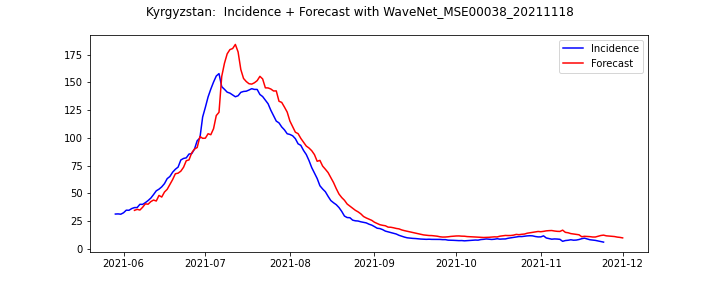 Kyrgyzstan:  Incidence + Forecast with WaveNet_MSE00038_20211118
Incidence
Forecast
175
150
125
100
75
50
25
0
2021-06 2021-07 2021-08 2021-09 2021-10 2021-11 2021-12